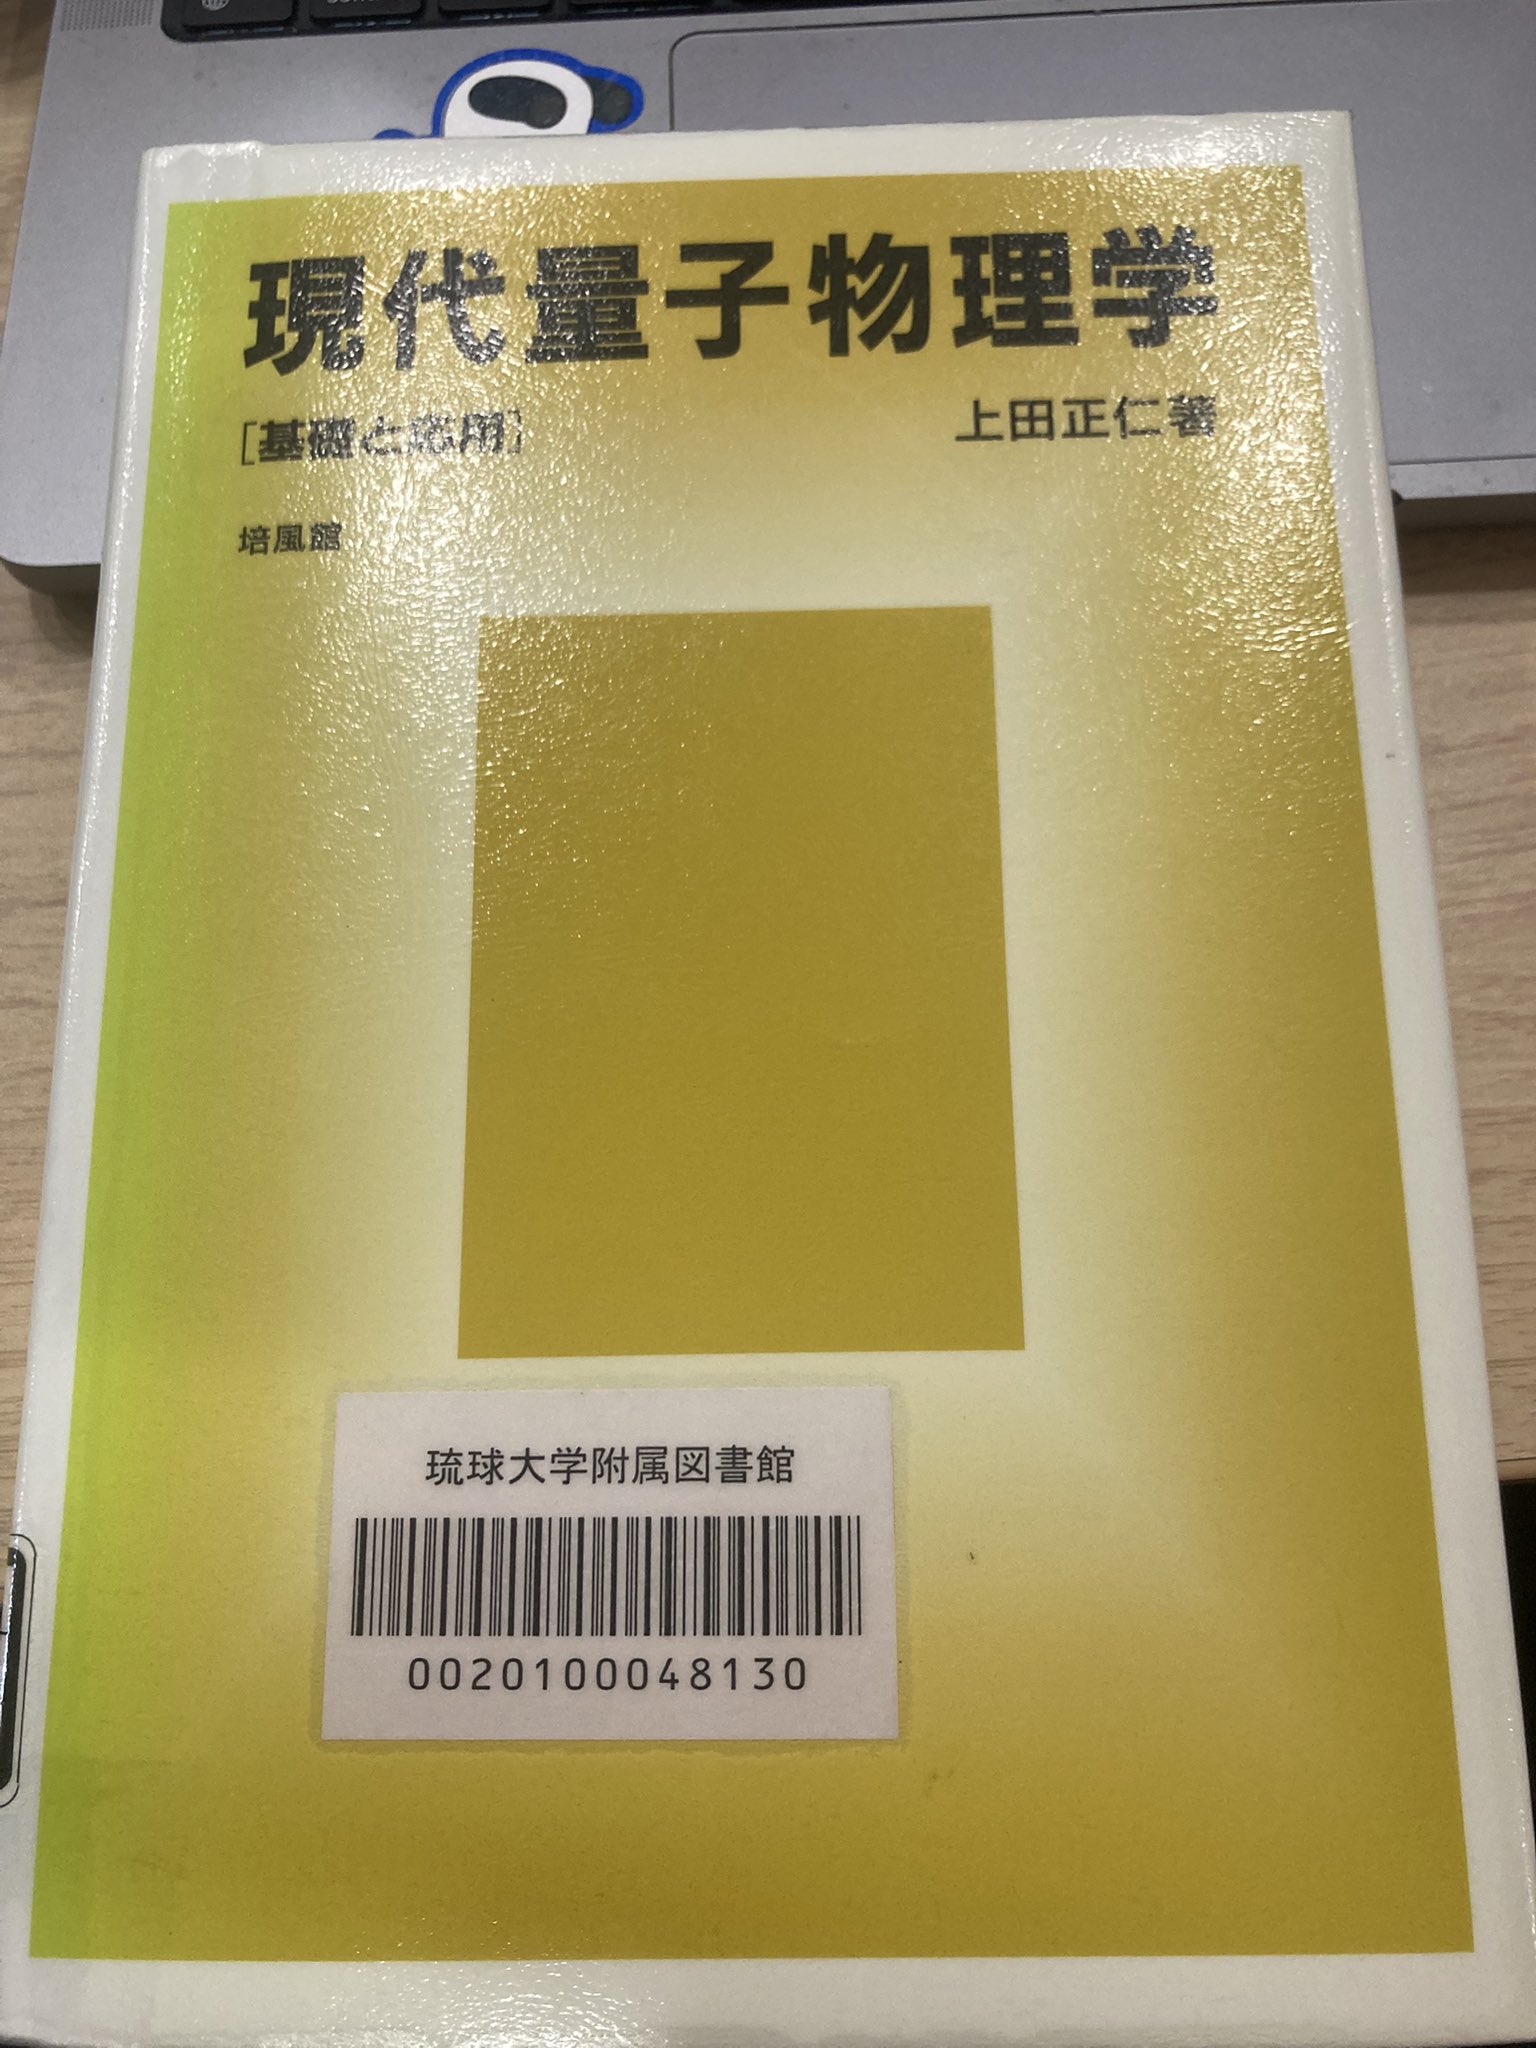 現代量子物理学
[基礎と応用]
上田正仁著
培風館
琉球大学附属図書館
0020100048130